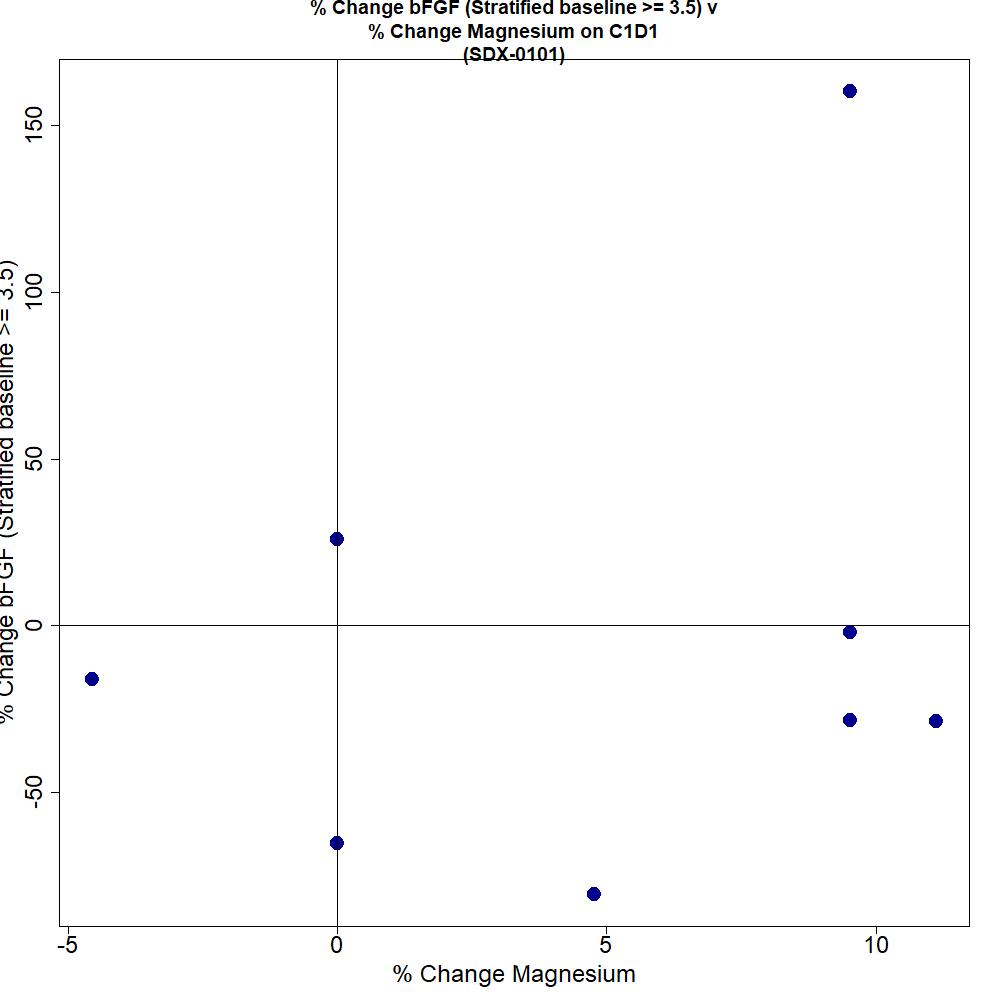 % Change bFGF (Stratified baseline >= 3.5) v
% Change Magnesium on C1D1
(SDX-0101)
% Change bFGF (Stratified baseline >= 3.5)
150
100
50
0
-50
-5
0
5
10
% Change Magnesium